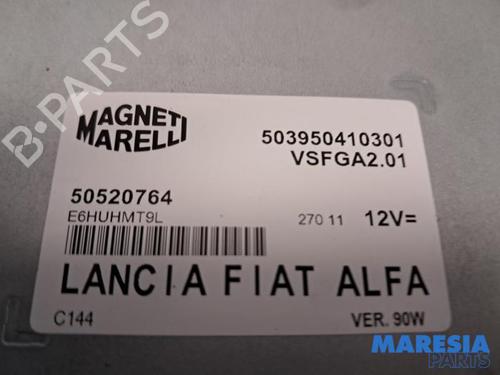 MAGNETI
MARELLI
503950410301
VSFGA2.01
50520764
E6HUHMT9L
270 11 12V=
LANCIA FIAT ALFA
C144 VER. 90W
B-PARTS
MARESIA
PARTS